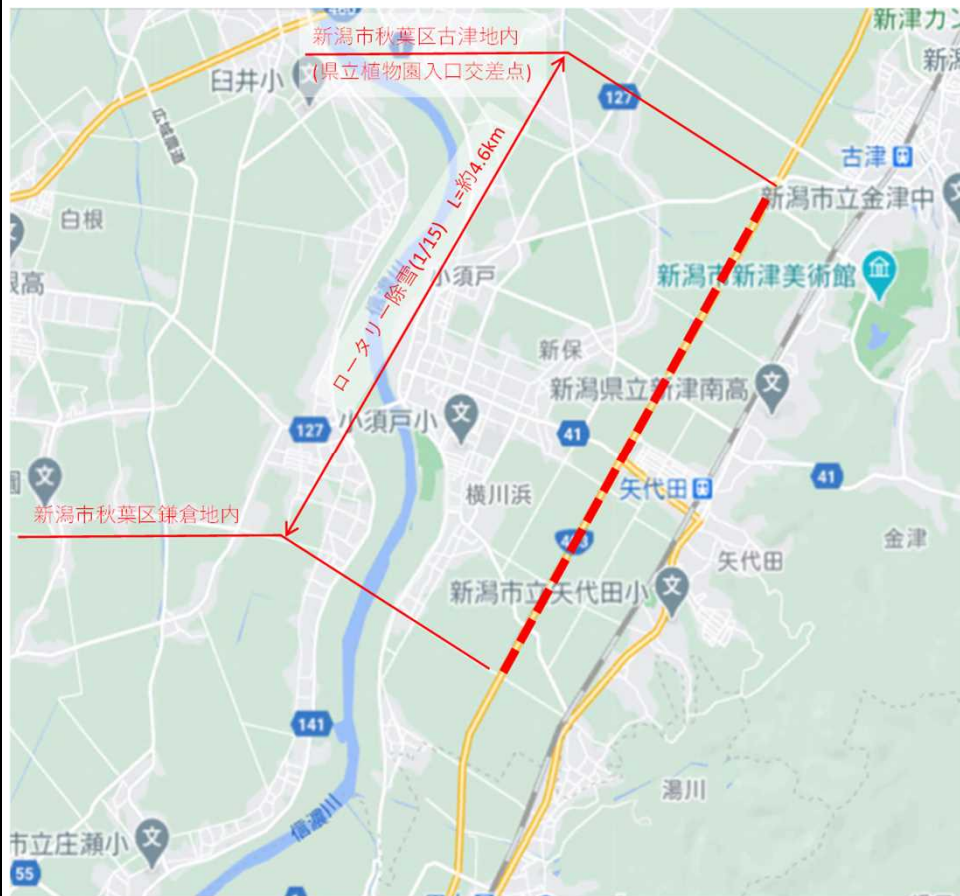 460
新津カン
新潟市秋葉区古津地内
(県立植物園入口交差点)
臼井小
127
古津
新潟市立金津中
白根
L=約4.6km
ロータリー除雪(1/15)
小須戸
新潟市新津美術館
新保
新潟県立新津南高
127
小須戸小
41
41
矢代田
横川浜
新潟市秋葉区鎌倉地内
金津
矢代田
新潟市立矢代田小
141
湯川
信濃川
市立庄瀬小
55